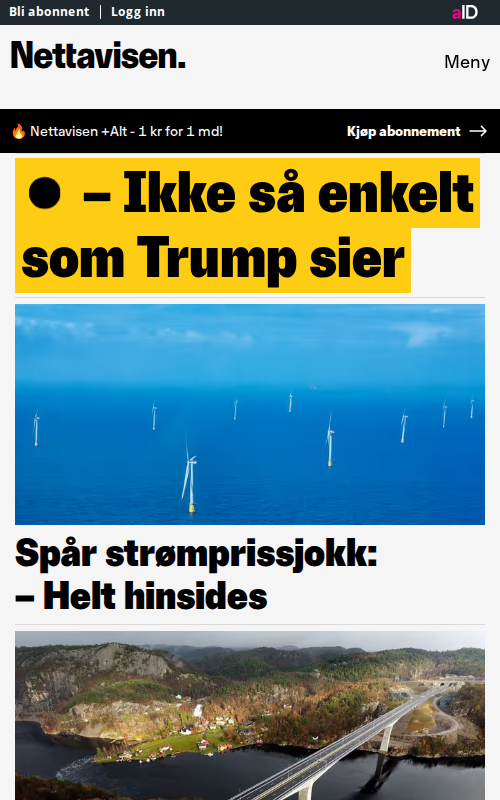 Bli abonnent | Logg inn
aID
Nettavisen.
Meny
🔥 Nettavisen +Alt - 1 kr for 1 md!
Kjøp abonnement →
● – Ikke så enkelt
som Trump sier
Spår strømprissjokk:
– Helt hinsides